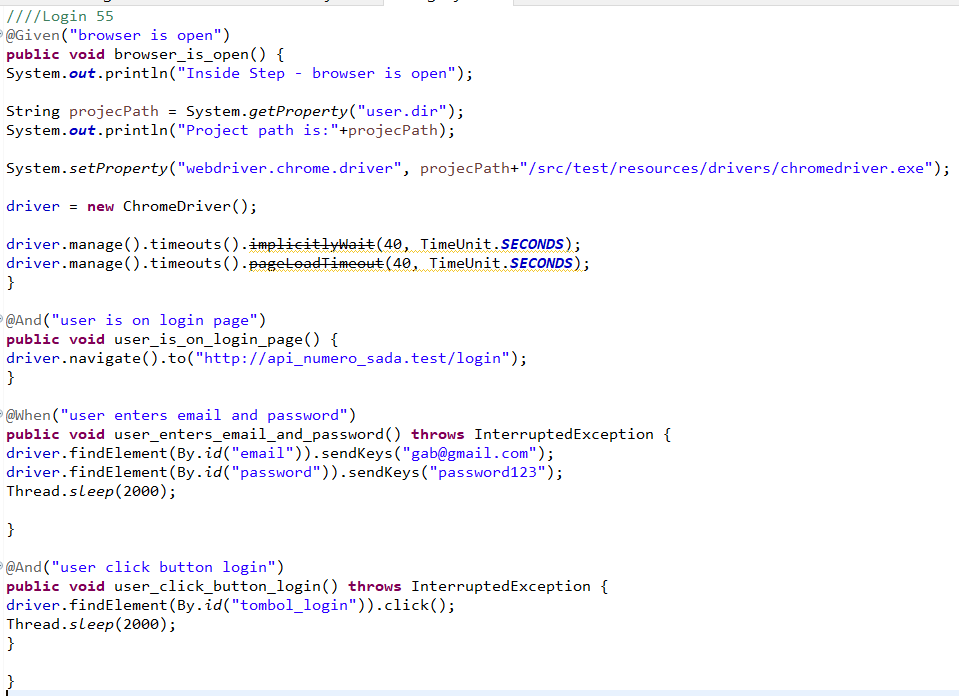 ////Login 55
@Given("browser is open")
public void browser_is_open() {
System.out.println("Inside Step - browser is open");
String projecPath = System.getProperty("user.dir");
System.out.println("Project path is:"+projecPath);
System.setProperty("webdriver.chrome.driver", projecPath+"/src/test/resources/drivers/chromedriver.exe");
driver = new ChromeDriver();
driver.manage().timeouts().implicitlyWait(40, TimeUnit.SECONDS);
driver.manage().timeouts().pageLoadTimeout(40, TimeUnit.SECONDS);
}
@And("user is on login page")
public void user_is_on_login_page() {
driver.navigate().to("http://api_numero_sada.test/login");
}
@When("user enters email and password")
public void user_enters_email_and_password() throws InterruptedException {
driver.findElement(By.id("email")).sendKeys("gab@gmail.com");
driver.findElement(By.id("password")).sendKeys("password123");
Thread.sleep(2000);
}
@And("user click button login")
public void user_click_button_login() throws InterruptedException {
driver.findElement(By.id("tombol_login")).click();
Thread.sleep(2000);
}
}